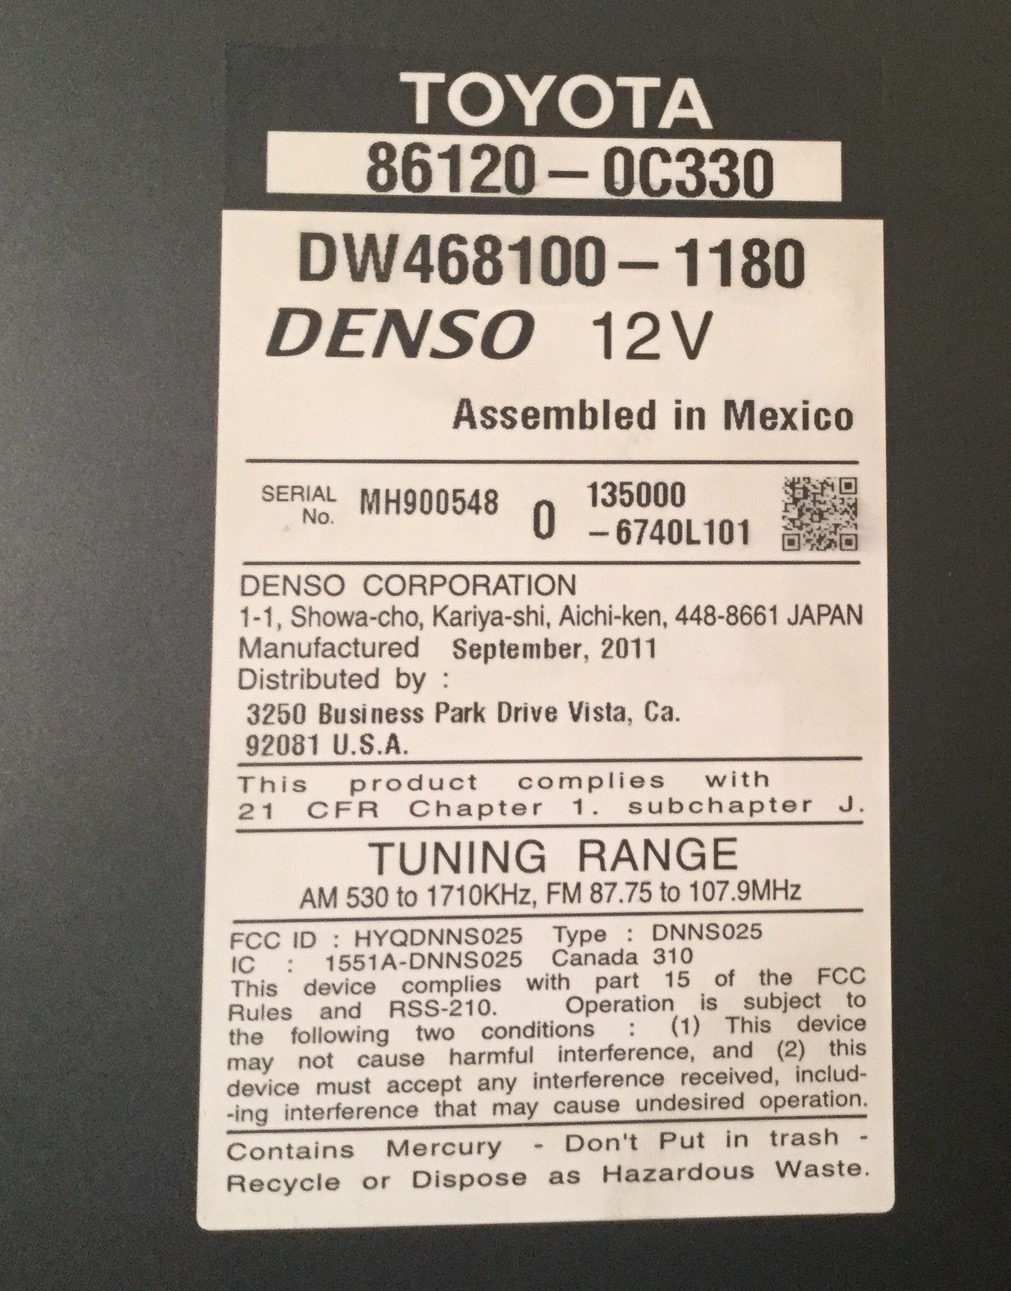 TOYOTA
86120-0C330
DW468100-1180
DENSO 12V
Assembled in Mexico
SERIAL No. MH900548 0 135000
-6740L101
DENSO CORPORATION
1-1, Showa-cho, Kariya-shi, Aichi-ken, 448-8661 JAPAN
Manufactured September, 2011
Distributed by :
3250 Business Park Drive Vista, Ca.
92081 U.S.A.
This product complies with
21 CFR Chapter 1. subchapter J.
TUNING RANGE
AM 530 to 1710KHz, FM 87.75 to 107.9MHz
FCC ID : HYQDNNS025 Type : DNNS025
IC : 1551A-DNNS025 Canada 310
This device complies with part 15 of the FCC
Rules and RSS-210. Operation is subject to
the following two conditions : (1) This device
may not cause harmful interference, and (2) this
device must accept any interference received, includ-
-ing interference that may cause undesired operation.
Contains Mercury - Don't Put in trash -
Recycle or Dispose as Hazardous Waste.